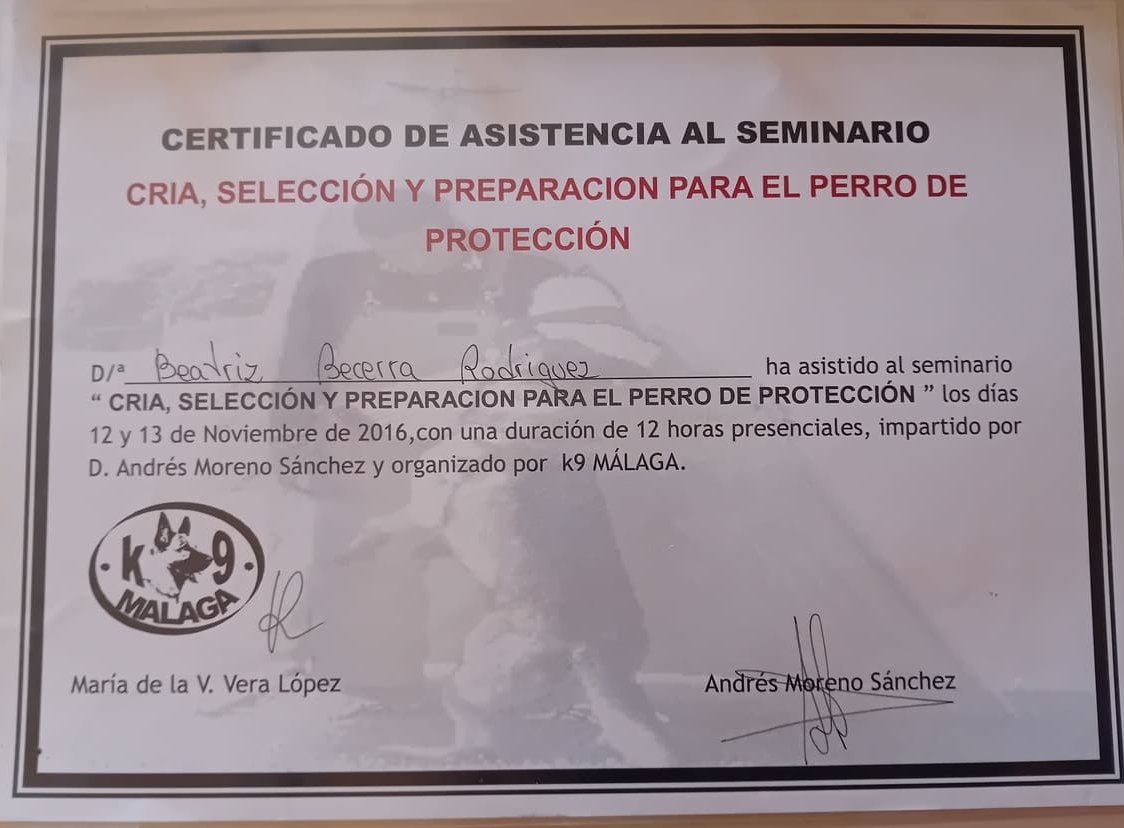 CERTIFICADO DE ASISTENCIA AL SEMINARIO
CRIA, SELECCIÓN Y PREPARACION PARA EL PERRO DE
PROTECCIÓN
D/ª Beatriz Becerra Rodriguez ha asistido al seminario
“ CRIA, SELECCIÓN Y PREPARACION PARA EL PERRO DE PROTECCIÓN ” los días
12 y 13 de Noviembre de 2016,con una duración de 12 horas presenciales, impartido por
D. Andrés Moreno Sánchez y organizado por k9 MÁLAGA.
k 9
MALAGA
María de la V. Vera López
Andrés Moreno Sánchez